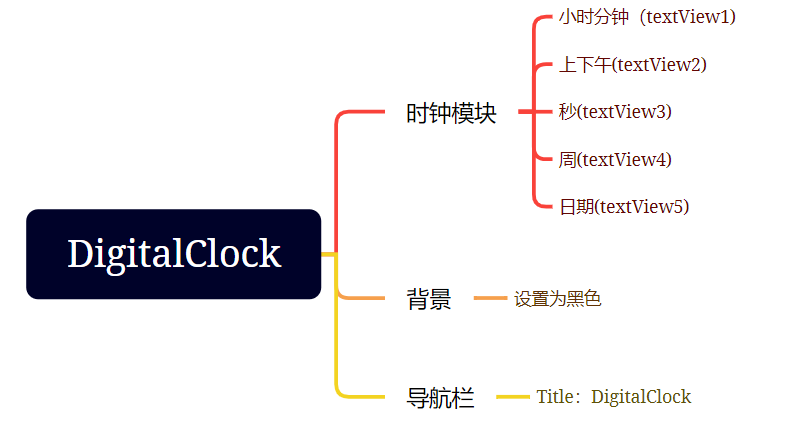 DigitalClock
时钟模块
小时分钟（textView1)
上下午(textView2)
秒(textView3)
周(textView4)
日期(textView5)
背景
设置为黑色
导航栏
Title：DigitalClock